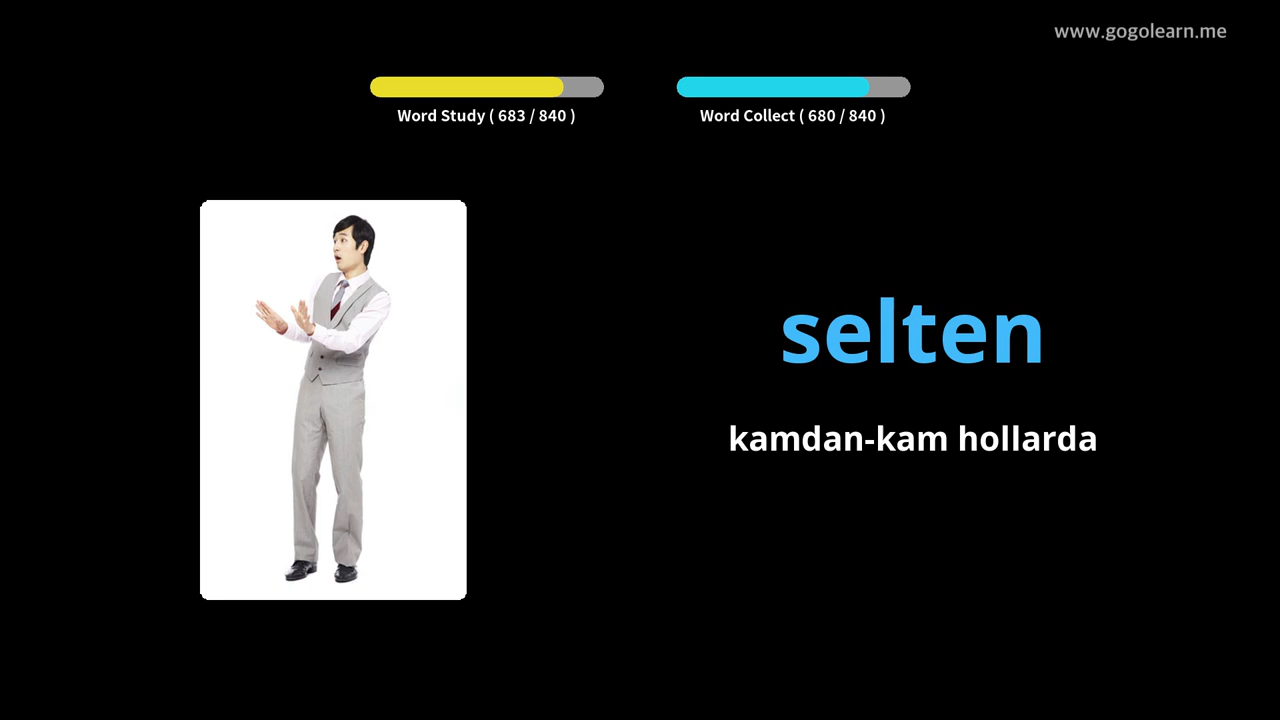 www.gogolearn.me
Word Study ( 683 / 840 )
Word Collect ( 680 / 840 )
selten
kamdan-kam hollarda